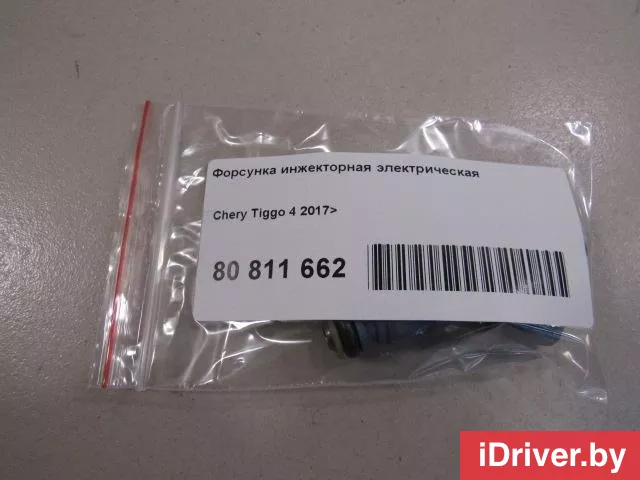 Форсунка инжекторная электрическая
Chery Tiggo 4 2017>
80 811 662
iDriver.by